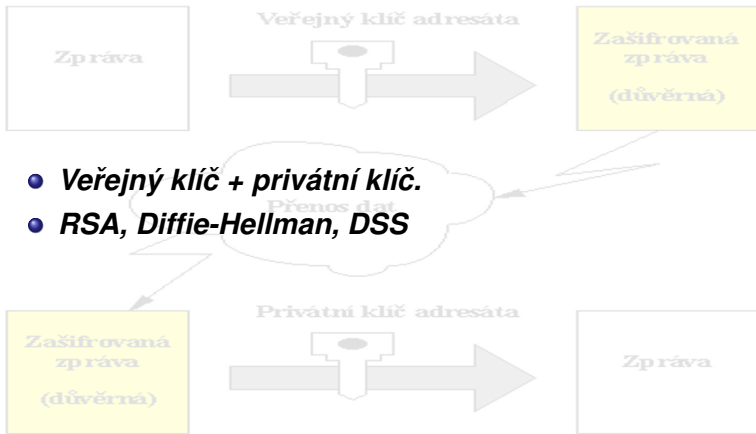 Veřejný klíč adresáta
Zpráva
Zašifrovaná
zpráva
(důvěrná)
Veřejný klíč + privátní klíč.
Přenos dat
RSA, Diffie-Hellman, DSS
Privátní klíč adresáta
Zašifrovaná
zpráva
(důvěrná)
Zpráva